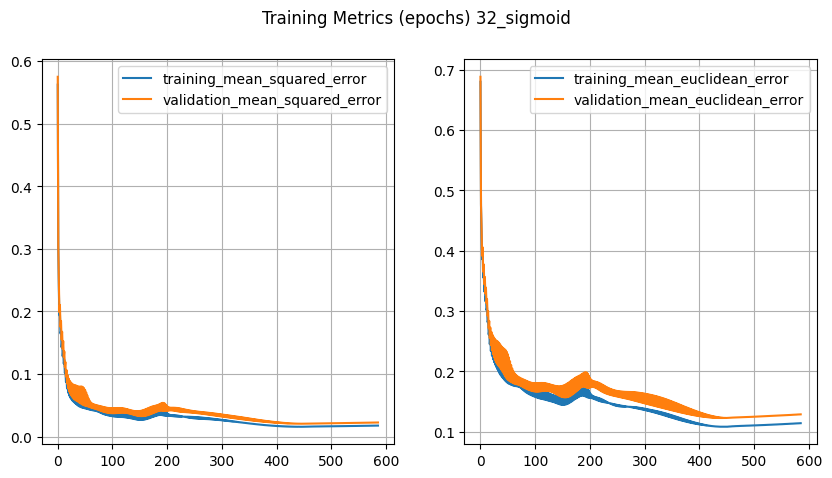 Training Metrics (epochs) 32_sigmoid
training_mean_squared_error
validation_mean_squared_error
0.6
0.5
0.4
0.3
0.2
0.1
0.0
0 100 200 300 400 500 600
training_mean_euclidean_error
validation_mean_euclidean_error
0.7
0.6
0.5
0.4
0.3
0.2
0.1
0 100 200 300 400 500 600